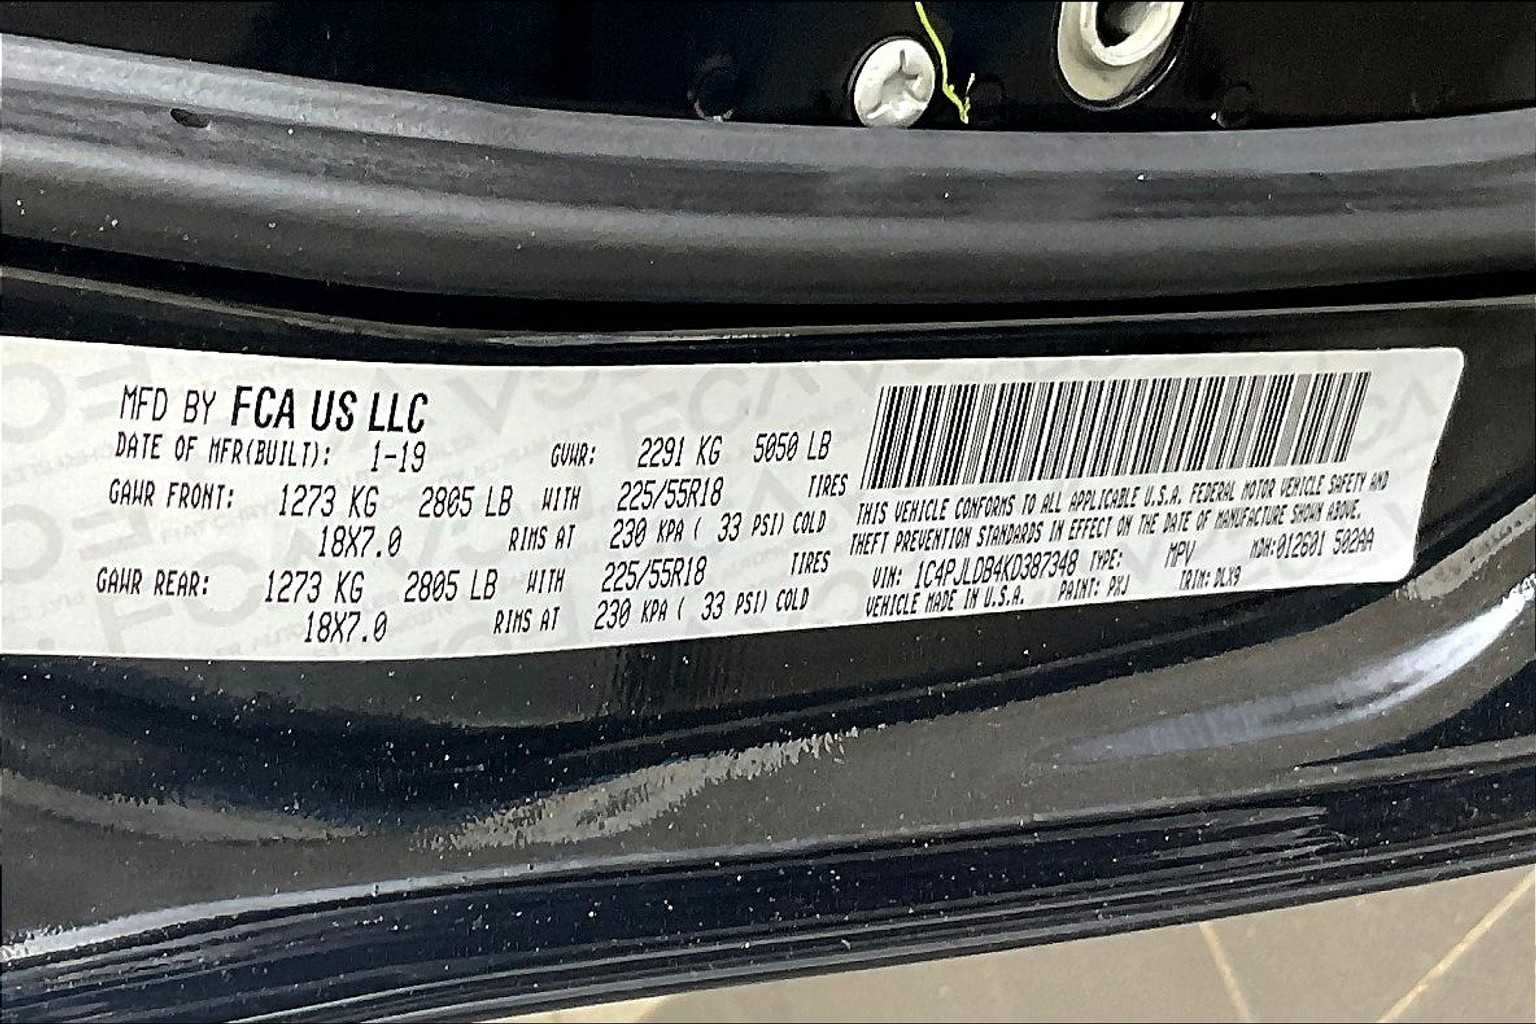 MFD BY FCA US LLC
DATE OF MFR(BUILT): 1-19 GVWR: 2291 KG 5050 LB
GAWR FRONT: 1273 KG 2805 LB WITH 225/55R18 TIRES
18X7.0 RIMS AT 230 KPA ( 33 PSI) COLD
GAWR REAR: 1273 KG 2805 LB WITH 225/55R18 TIRES
18X7.0 RIMS AT 230 KPA ( 33 PSI) COLD
THIS VEHICLE CONFORMS TO ALL APPLICABLE U.S.A. FEDERAL MOTOR VEHICLE SAFETY AND
THEFT PREVENTION STANDARDS IN EFFECT ON THE DATE OF MANUFACTURE SHOWN ABOVE.
VIN: 1C4PJLDB4KD387348 TYPE: MPV MDH:012601 502AA
VEHICLE MADE IN U.S.A. PAINT: PXJ TRIM: DLX9